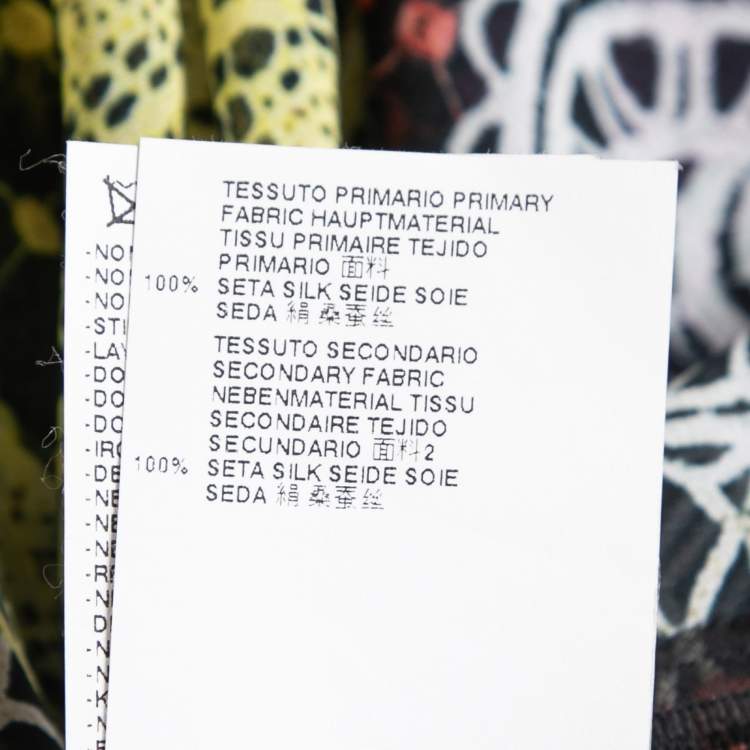 TESSUTO PRIMARIO PRIMARY
FABRIC HAUPTMATERIAL
TISSU PRIMAIRE TEJIDO
PRIMARIO 面料
100% SETA SILK SEIDE SOIE
SEDA 絹 桑蚕丝
TESSUTO SECONDARIO
SECONDARY FABRIC
NEBENMATERIAL TISSU
SECONDAIRE TEJIDO
SECUNDARIO 面料2
100% SETA SILK SEIDE SOIE
SEDA 絹 桑蚕丝